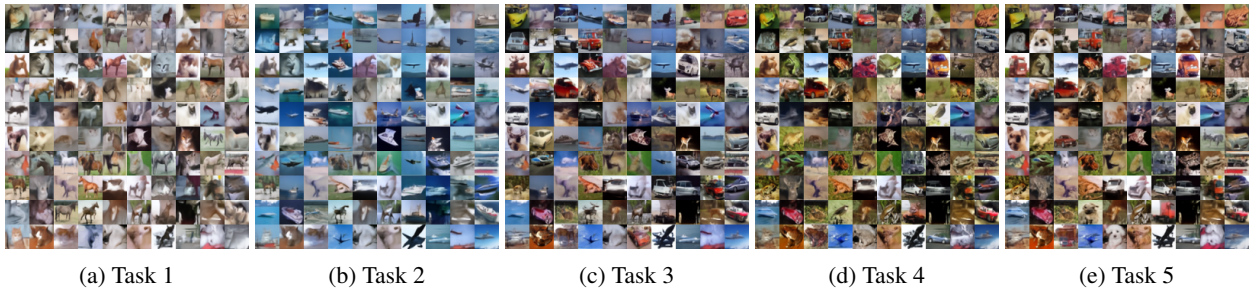 (a) Task 1
(b) Task 2
(c) Task 3
(d) Task 4
(e) Task 5